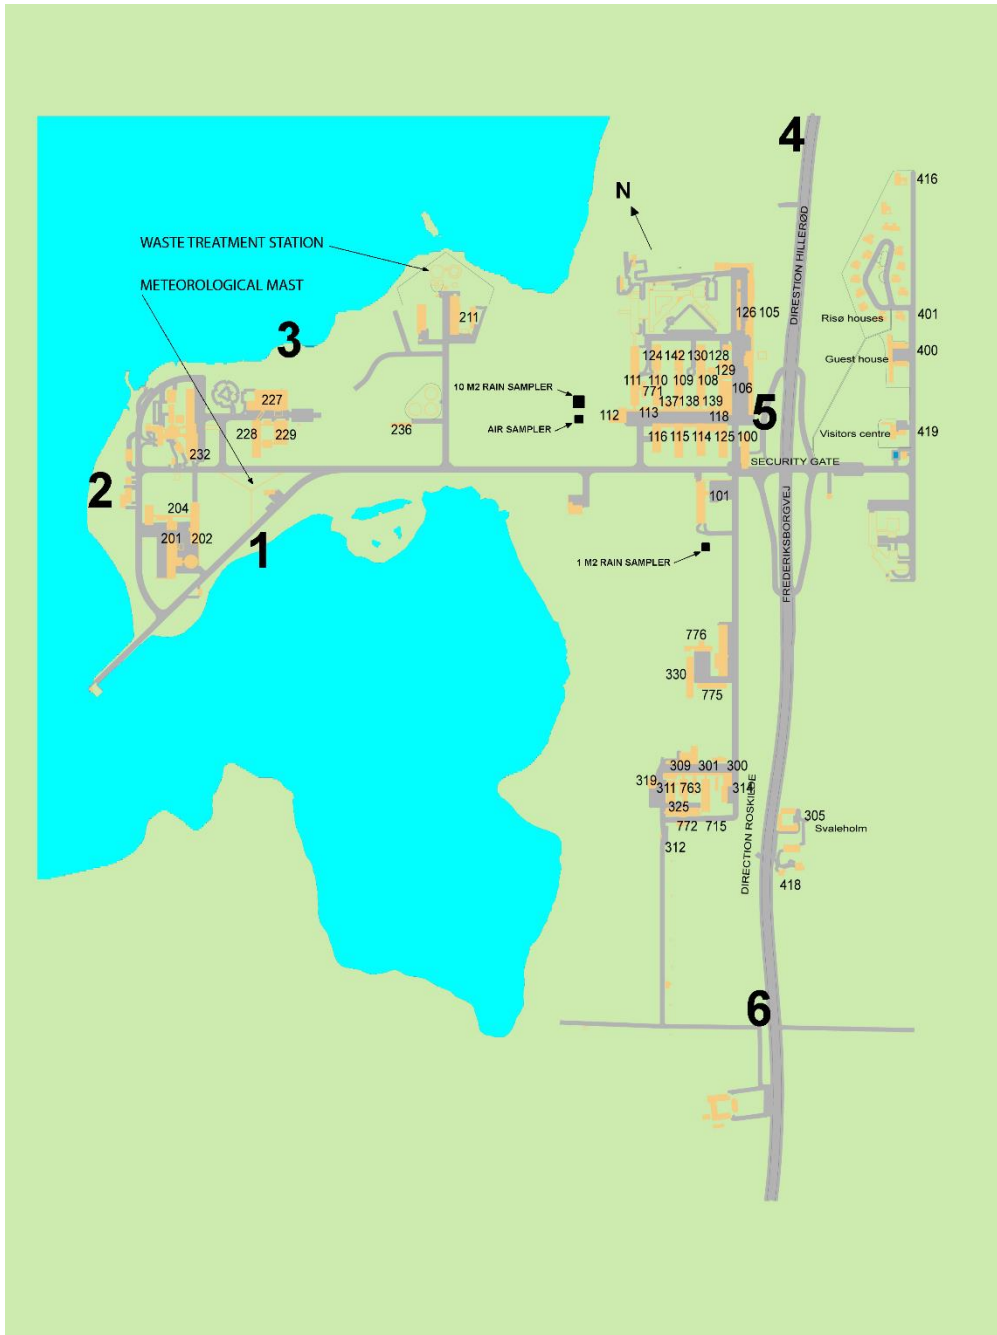 4
416
N
DIRESTION HILLERØD
WASTE TREATMENT STATION
METEOROLOGICAL MAST
211
126 105
Risø houses
401
3
124 142 130 128
400
Guest house
129
111 110 109 108
106
10 M2 RAIN SAMPLER
771
227
137 138 139
5
112
113
118
AIR SAMPLER
236
228
229
116 115 114 125 100
Visitors centre
419
232
SECURITY GATE
2
101
204
201
202
1
1 M2 RAIN SAMPLER
FREDERIKSBORGVEJ
776
330
775
309
301
300
319
311 763
314
325
DIRECTION ROSKILDE
305
772
715
Svaleholm
312
418
6